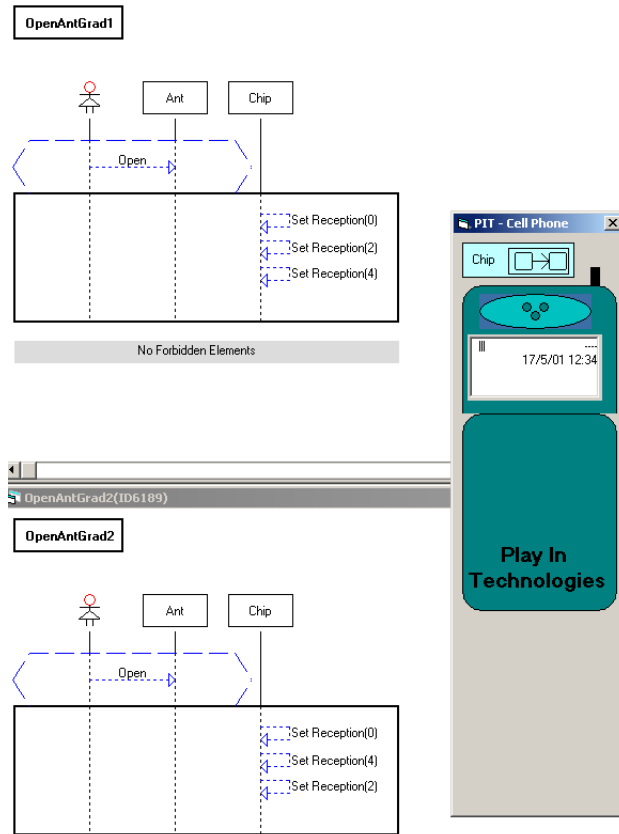 OpenAntGrad1
Ant
Chip
Open
Set Reception(0)
Set Reception(2)
Set Reception(4)
No Forbidden Elements
OpenAntGrad2(ID6189)
OpenAntGrad2
Ant
Chip
Open
Set Reception(0)
Set Reception(4)
Set Reception(2)
PIT - Cell Phone
Chip
||| ----
17/5/01 12:34
Play In
Technologies